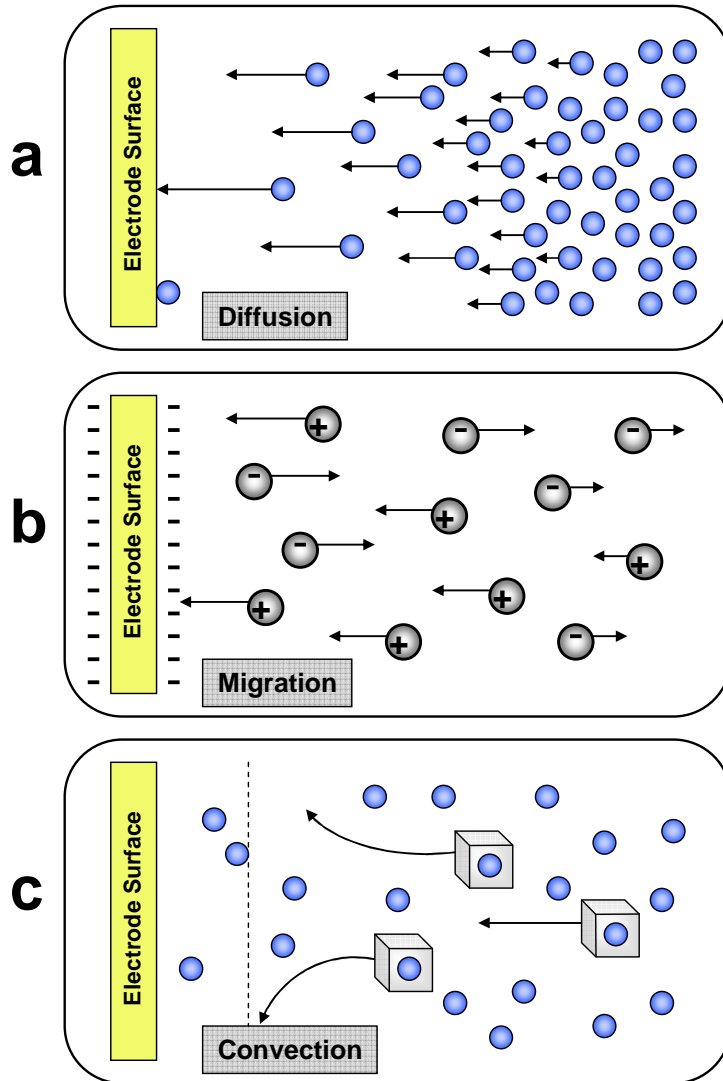 a
Electrode Surface
Diffusion
b
Electrode Surface
Migration
c
Electrode Surface
Convection